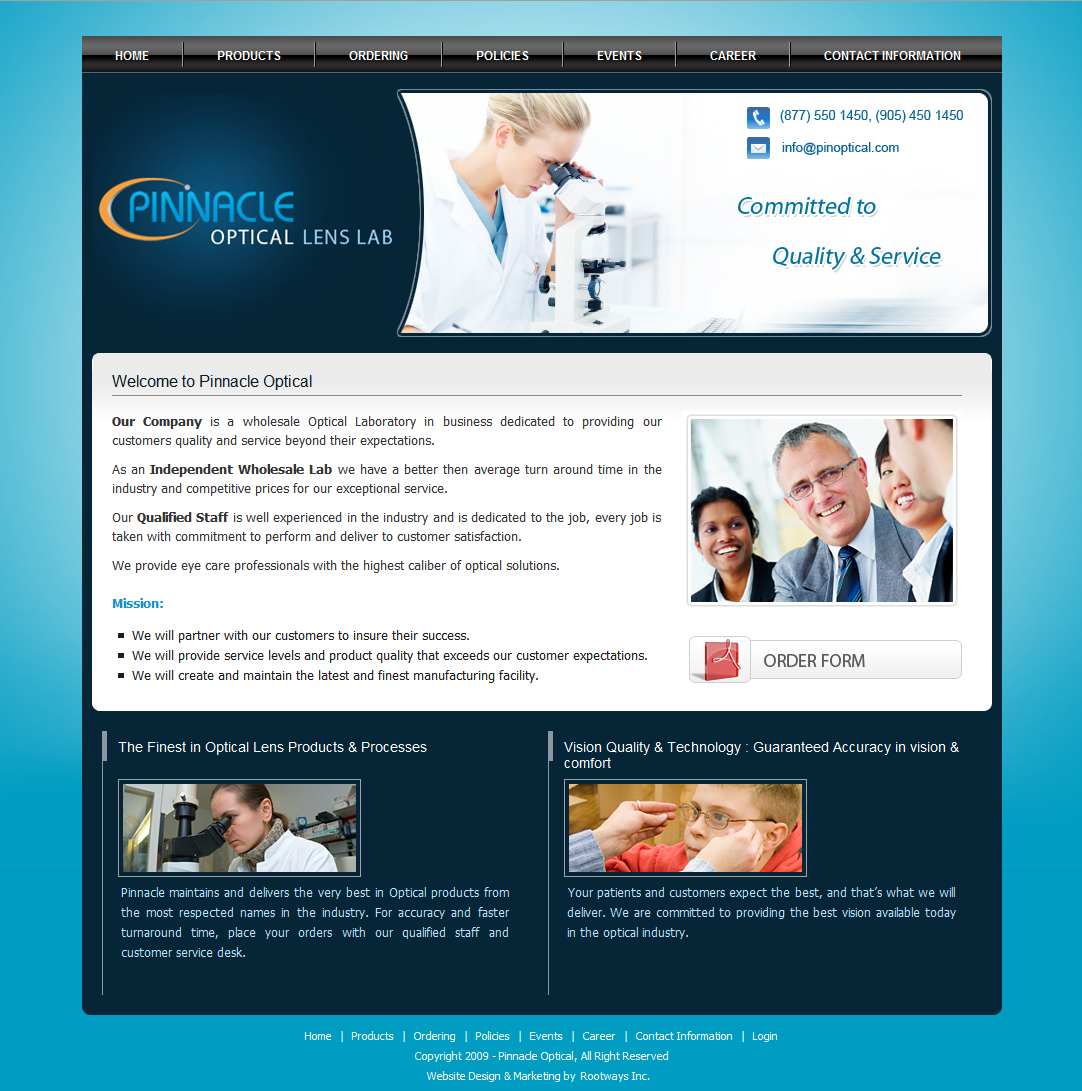 HOME PRODUCTS ORDERING POLICIES EVENTS CAREER CONTACT INFORMATION
PINNACLE
OPTICAL LENS LAB
(877) 550 1450, (905) 450 1450
info@pinoptical.com
Committed to
Quality & Service
Welcome to Pinnacle Optical
Our Company is a wholesale Optical Laboratory in business dedicated to providing our
customers quality and service beyond their expectations.
As an Independent Wholesale Lab we have a better then average turn around time in the
industry and competitive prices for our exceptional service.
Our Qualified Staff is well experienced in the industry and is dedicated to the job, every job is
taken with commitment to perform and deliver to customer satisfaction.
We provide eye care professionals with the highest caliber of optical solutions.
Mission:
We will partner with our customers to insure their success.
We will provide service levels and product quality that exceeds our customer expectations.
We will create and maintain the latest and finest manufacturing facility.
ORDER FORM
The Finest in Optical Lens Products & Processes
Pinnacle maintains and delivers the very best in Optical products from
the most respected names in the industry. For accuracy and faster
turnaround time, place your orders with our qualified staff and
customer service desk.
Vision Quality & Technology : Guaranteed Accuracy in vision &
comfort
Your patients and customers expect the best, and that’s what we will
deliver. We are committed to providing the best vision available today
in the optical industry.
Home | Products | Ordering | Policies | Events | Career | Contact Information | Login
Copyright 2009 - Pinnacle Optical, All Right Reserved
Website Design & Marketing by Rootways Inc.